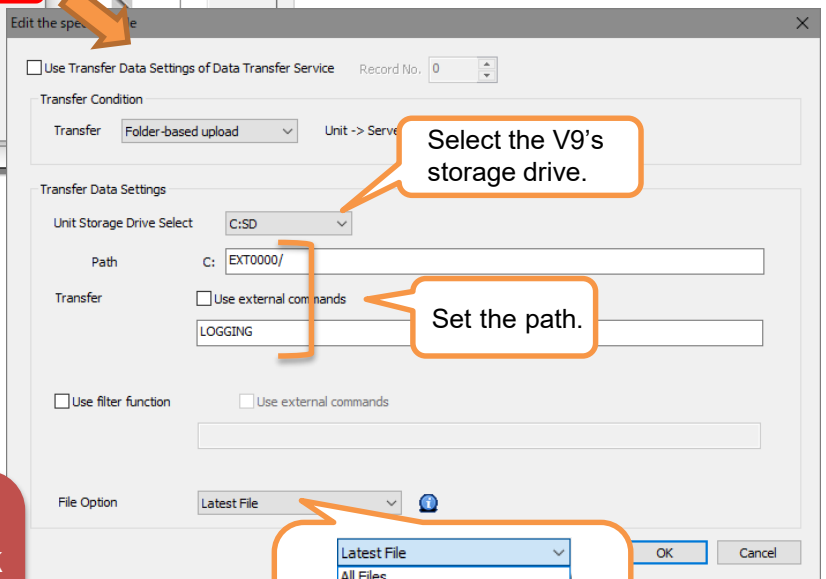 Edit the spe
Use Transfer Data Settings of Data Transfer Service Record No. 0
Transfer Condition
Transfer Folder-based upload Unit -> Serve
Select the V9's
storage drive.
Transfer Data Settings
Unit Storage Drive Select C:SD
Path C: EXT0000/
Transfer Use external commands
Set the path.
LOGGING
Use filter function Use external commands
File Option Latest File
Latest File OK Cancel
All Files